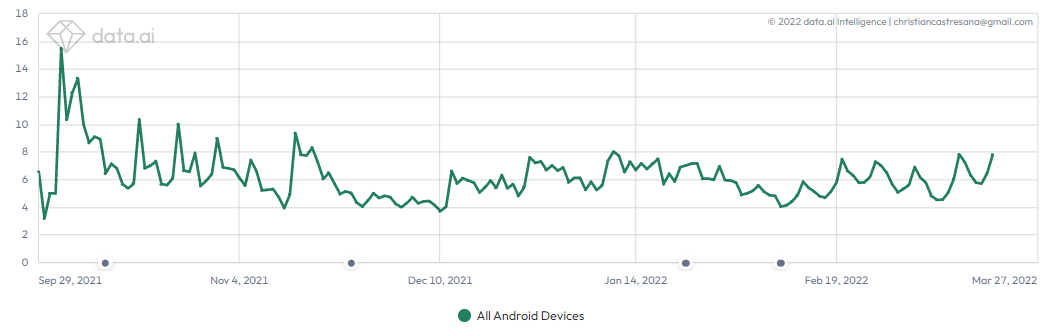 18
© 2022 data.ai Intelligence | christiancastresana@gmail.com
data.ai
16
14
12
10
8
6
4
2
0
Sep 29, 2021 Nov 4, 2021 Dec 10, 2021 Jan 14, 2022 Feb 19, 2022 Mar 27, 2022
All Android Devices